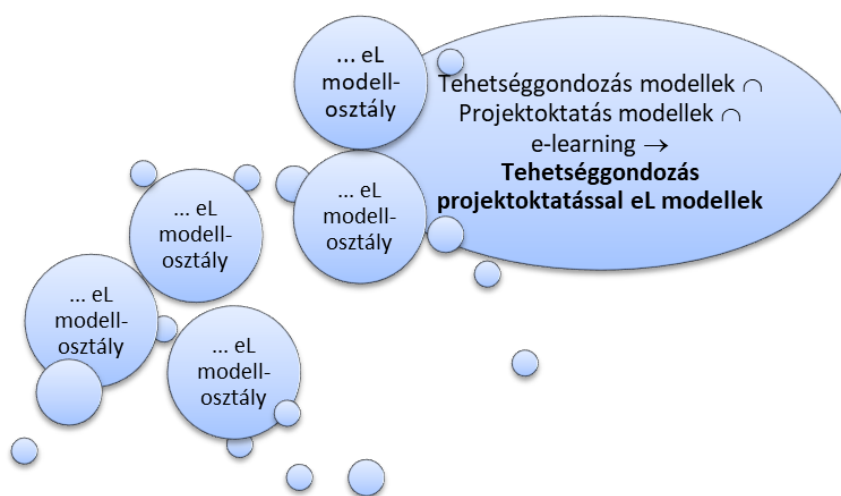 ... eL
modell-
osztály
Tehetséggondozás modellek ∩
Projektoktatás modellek ∩
e-learning →
Tehetséggondozás
projektoktatással eL modellek
... eL
modell-
osztály
... eL
modell-
osztály
... eL
modell-
osztály
... eL
modell-
osztály